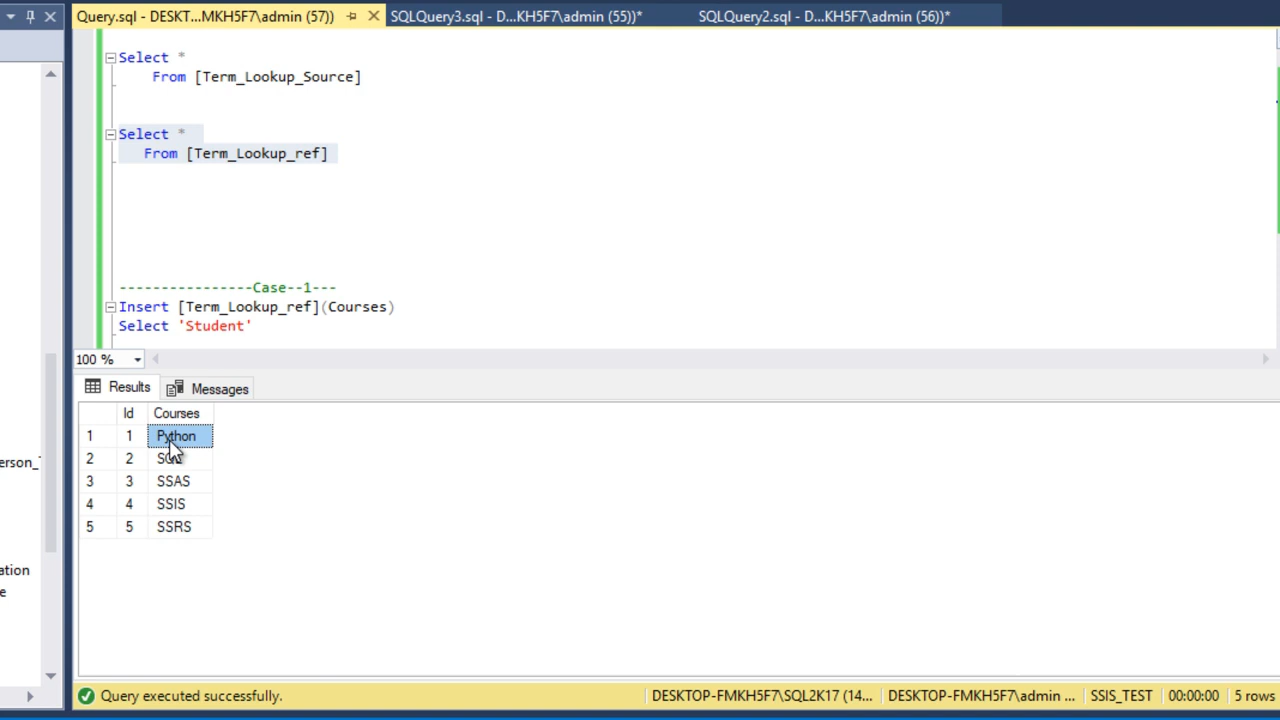 Query.sql - DESKT...MKH5F7\admin (57))
SQLQuery3.sql - D...KH5F7\admin (55))*
SQLQuery2.sql - D...KH5F7\admin (56))*
Select *
From [Term_Lookup_Source]
Select *
From [Term_Lookup_ref]
----------------Case--1---
Insert [Term_Lookup_ref](Courses)
Select 'Student'
100 %
Results
Messages
Id Courses
1 1 Python
2 2
3 3 SSAS
4 4 SSIS
5 5 SSRS
erson_
ation
e
Query executed successfully.
DESKTOP-FMKH5F7\SQL2K17 (14...
DESKTOP-FMKH5F7\admin ...
SSIS_TEST
00:00:00
5 rows